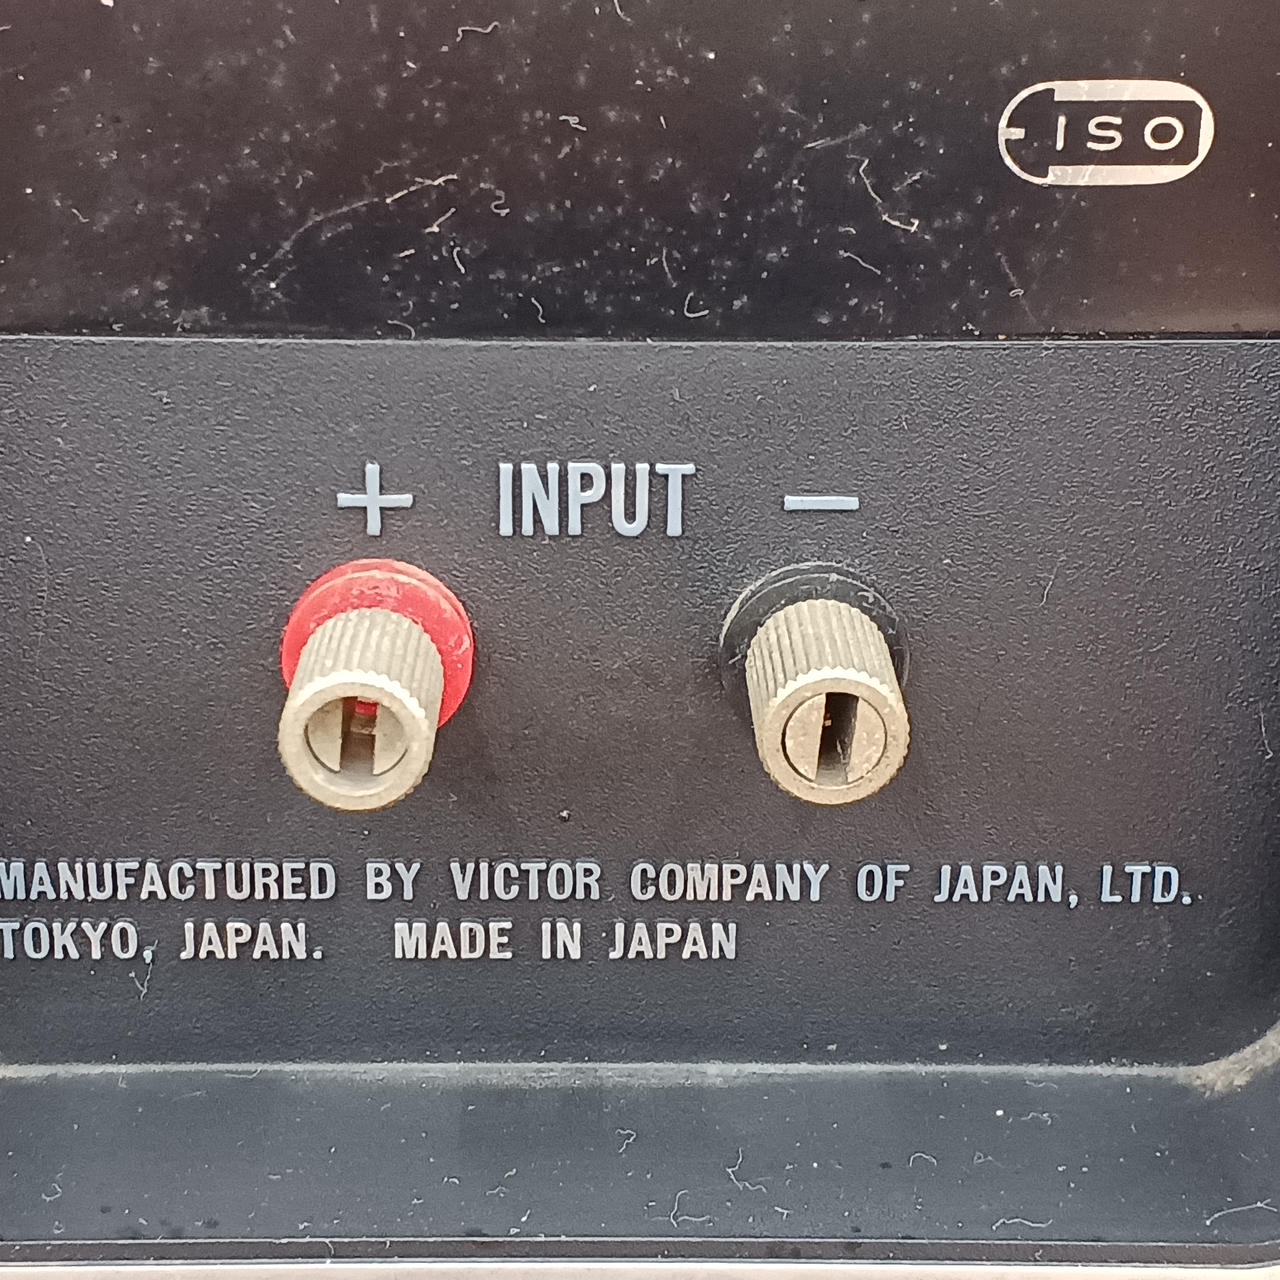 ISO
+ INPUT −
MANUFACTURED BY VICTOR COMPANY OF JAPAN, LTD.
TOKYO, JAPAN. MADE IN JAPAN